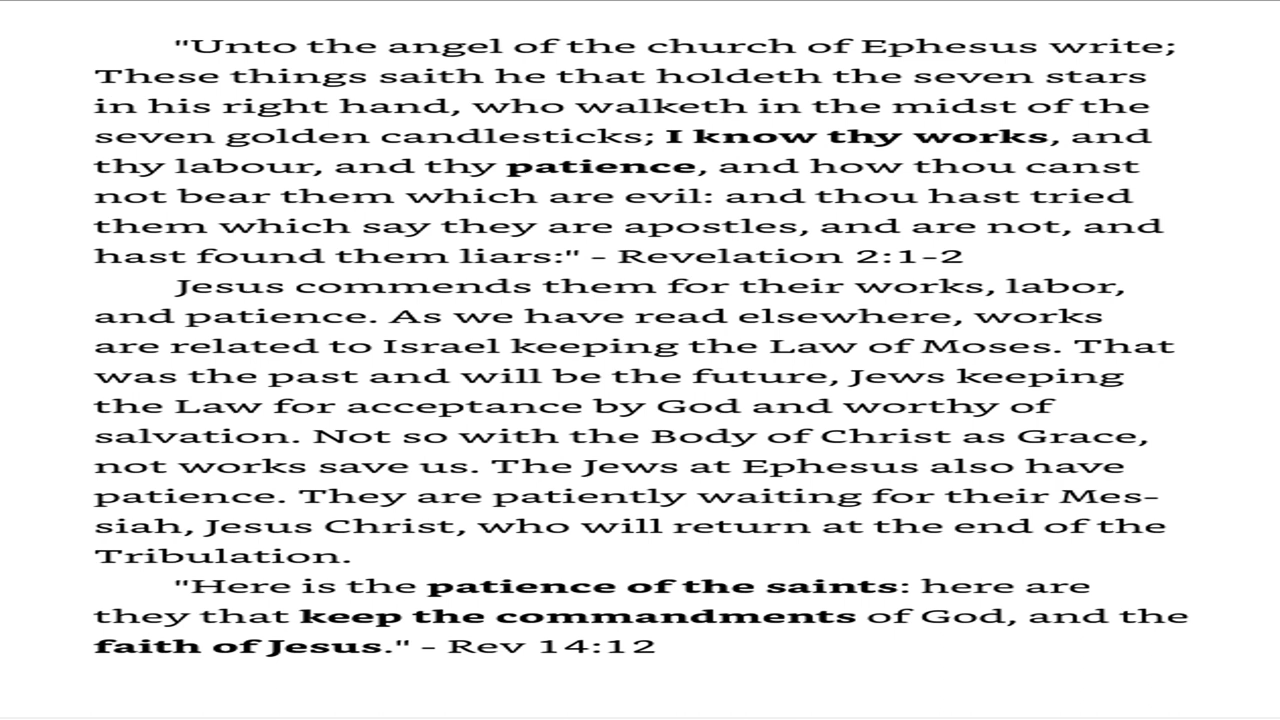 "Unto the angel of the church of Ephesus write;
These things saith he that holdeth the seven stars
in his right hand, who walketh in the midst of the
seven golden candlesticks; I know thy works, and
thy labour, and thy patience, and how thou canst
not bear them which are evil: and thou hast tried
them which say they are apostles, and are not, and
hast found them liars:" - Revelation 2:1-2
Jesus commends them for their works, labor,
and patience. As we have read elsewhere, works
are related to Israel keeping the Law of Moses. That
was the past and will be the future, Jews keeping
the Law for acceptance by God and worthy of
salvation. Not so with the Body of Christ as Grace,
not works save us. The Jews at Ephesus also have
patience. They are patiently waiting for their Mes-
siah, Jesus Christ, who will return at the end of the
Tribulation.
"Here is the patience of the saints: here are
they that keep the commandments of God, and the
faith of Jesus." - Rev 14:12